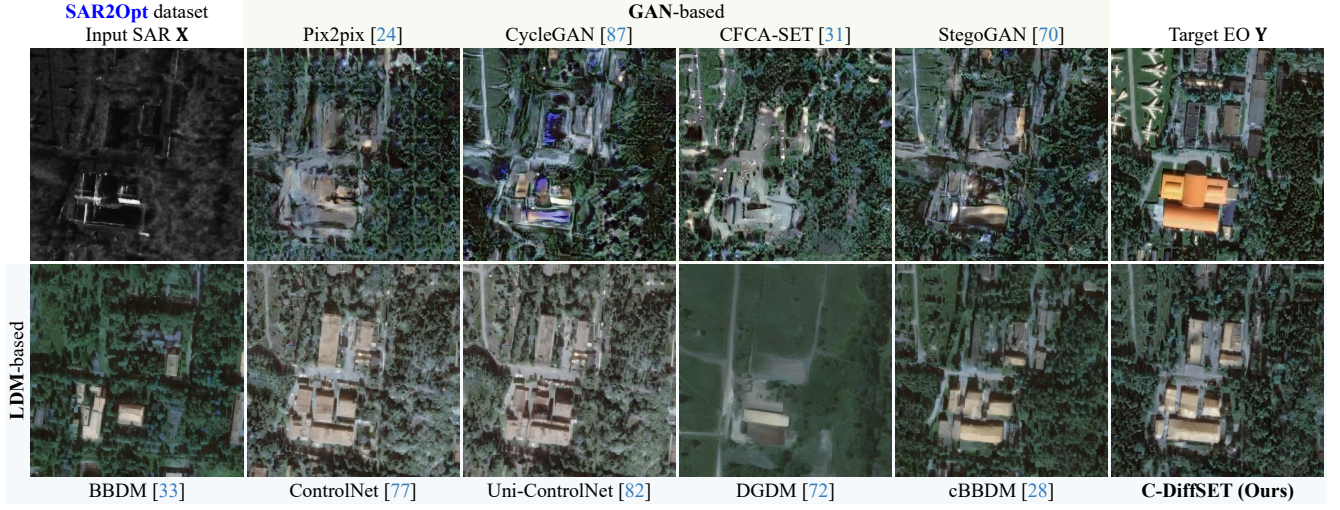 SAR2Opt dataset
GAN-based
Input SAR X
Pix2pix [24]
CycleGAN [87]
CFCA-SET [31]
StegoGAN [70]
Target EO Y
LDM-based
BBDM [33]
ControlNet [77]
Uni-ControlNet [82]
DGDM [72]
cBBDM [28]
C-DiffSET (Ours)